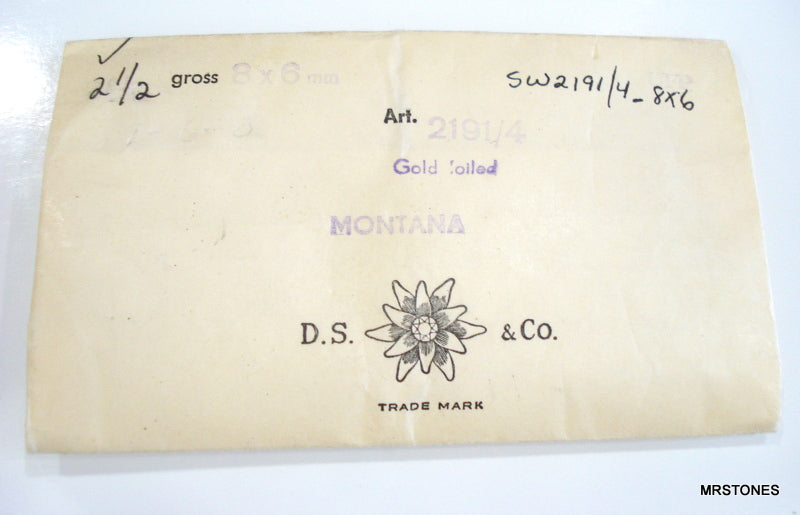 2 1/2 gross 8 x 6 mm SW2191/4-8x6
Art. 2191/4
Gold foiled
MONTANA
D.S. & Co.
TRADE MARK
MRSTONES